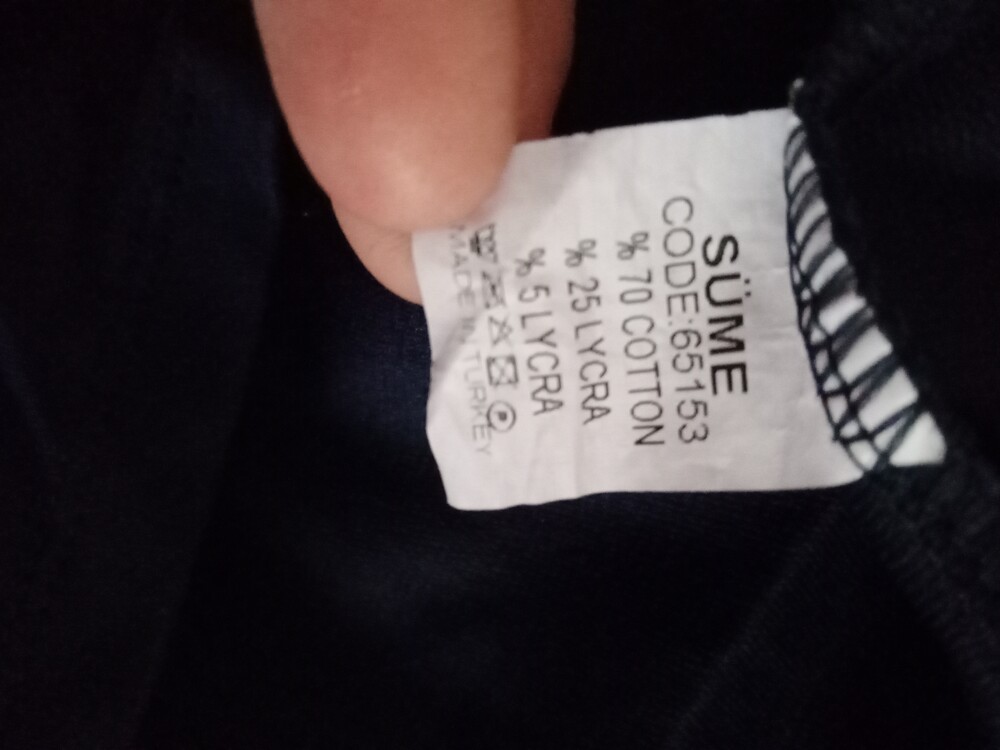 SÜME
CODE:65153
% 70 COTTON
% 25 LYCRA
% 5 LYCRA
P
MADE IN TURKEY